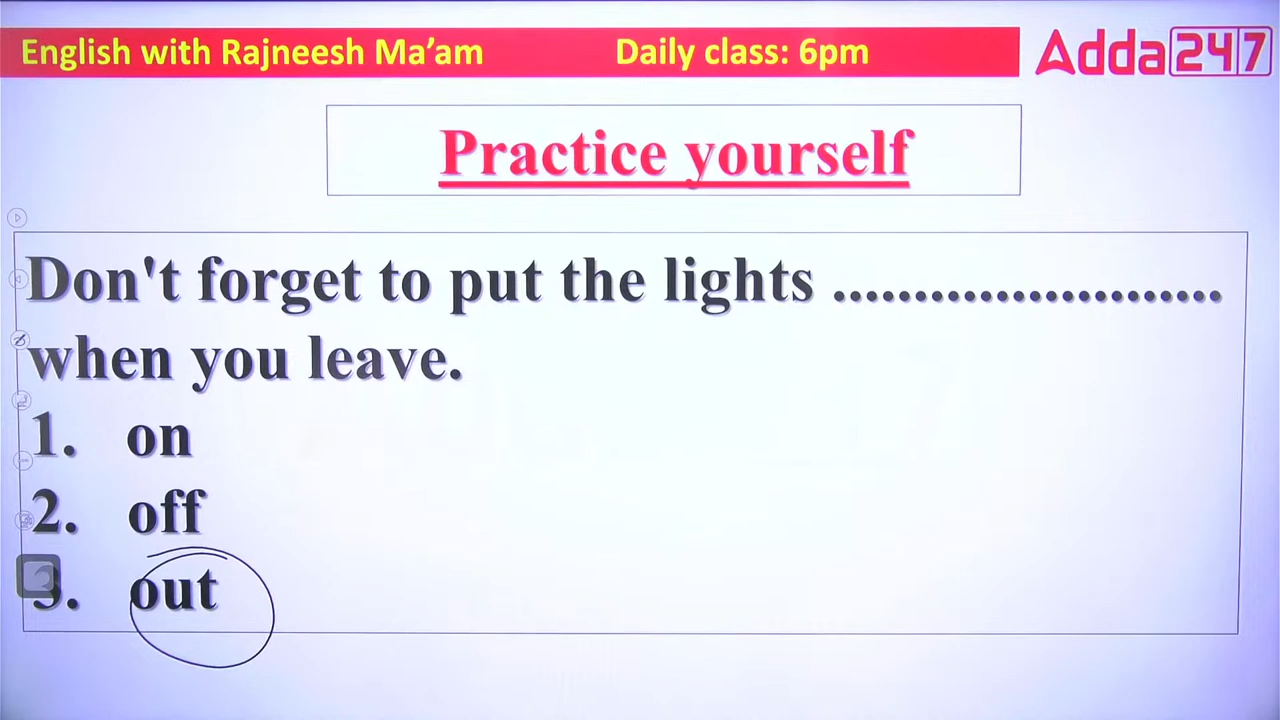 English with Rajneesh Ma'am Daily class: 6pm Adda247
Practice yourself
Don't forget to put the lights ........................
when you leave.
1. on
2. off
3. out